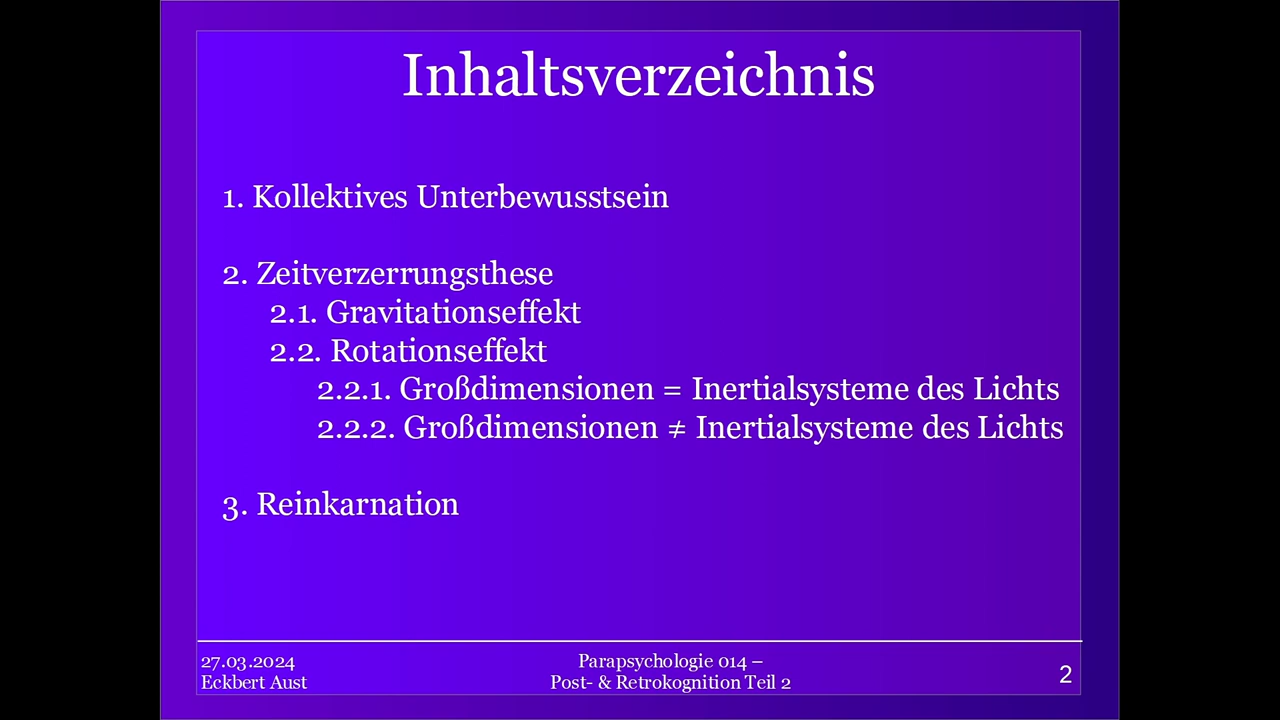 Inhaltsverzeichnis
1. Kollektives Unterbewusstsein
2. Zeitverzerrungsthese
2.1. Gravitationseffekt
2.2. Rotationseffekt
2.2.1. Großdimensionen = Inertialsysteme des Lichts
2.2.2. Großdimensionen ≠ Inertialsysteme des Lichts
3. Reinkarnation
27.03.2024
Eckbert Aust
Parapsychologie 014 –
Post- & Retrokognition Teil 2
2